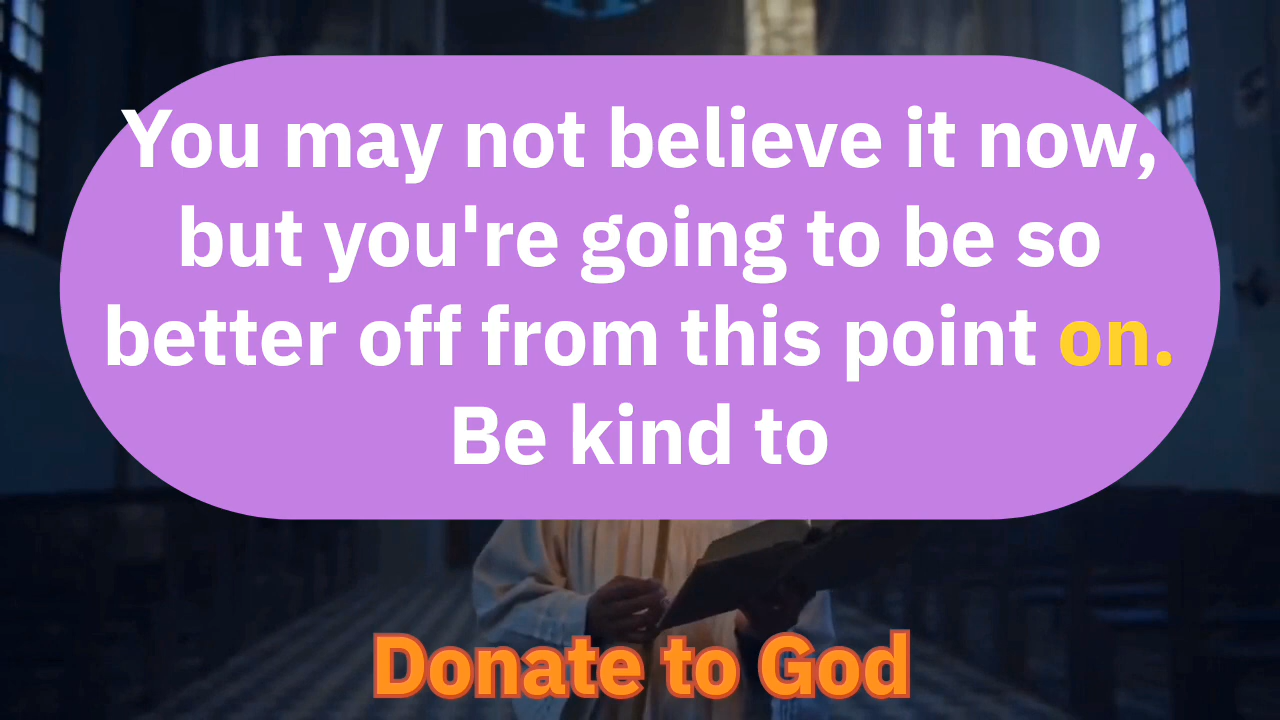 You may not believe it now,
but you're going to be so
better off from this point on.
Be kind to
Donate to God